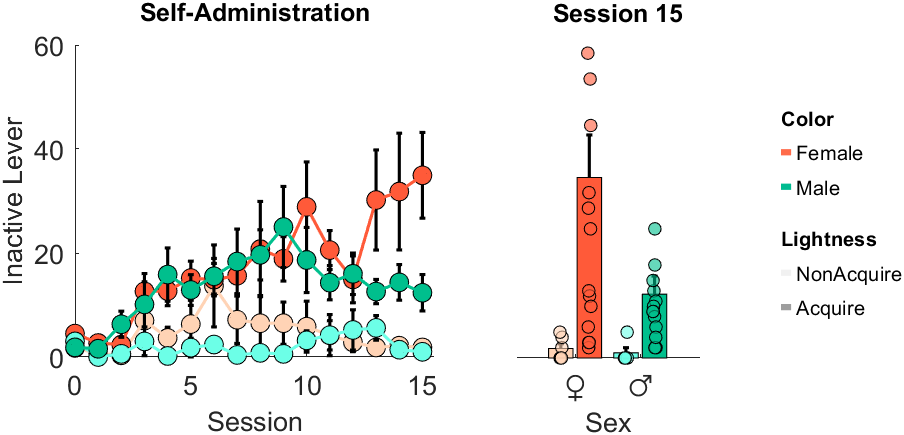 Self-Administration
Session 15
60
40
20
0
Inactive Lever
0
5
10
15
Session
♀
♂
Sex
Color
Female
Male
Lightness
NonAcquire
Acquire